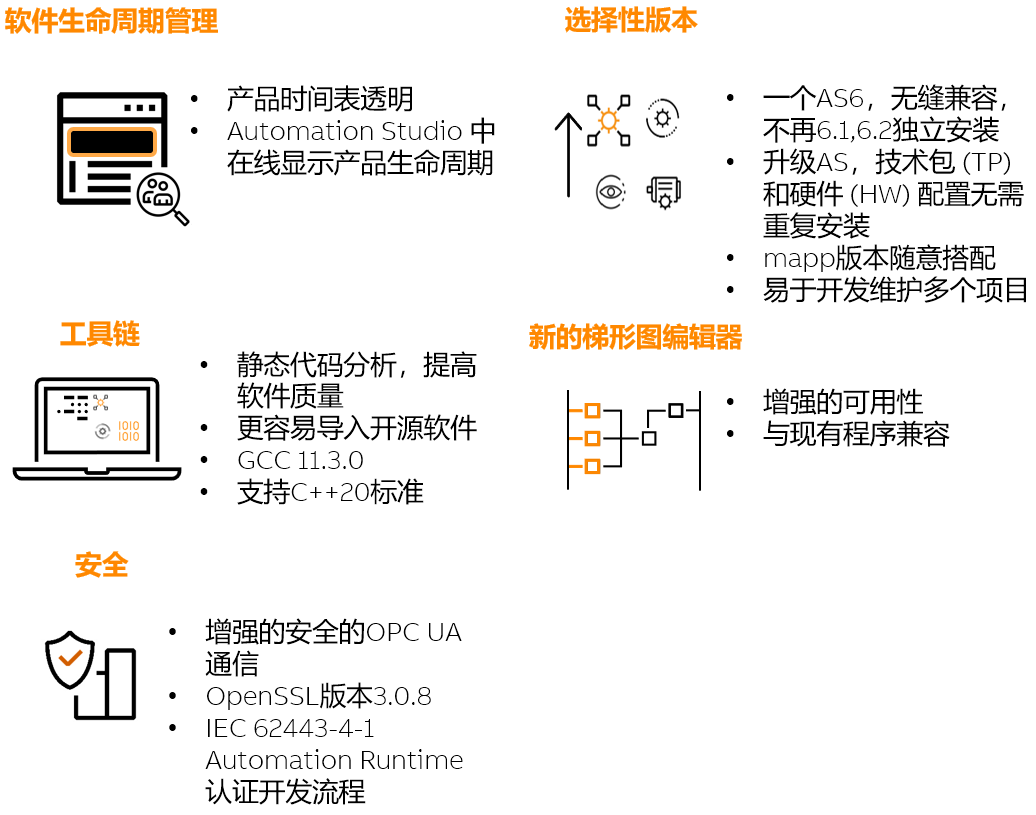 软件生命周期管理
• 产品时间表透明
• Automation Studio 中
在线显示产品生命周期
选择性版本
• 一个AS6，无缝兼容，
不再6.1,6.2独立安装
• 升级AS，技术包 (TP)
和硬件 (HW) 配置无需
重复安装
• mapp版本随意搭配
• 易于开发维护多个项目
工具链
1010
1010
• 静态代码分析，提高
软件质量
• 更容易导入开源软件
• GCC 11.3.0
• 支持C++20标准
新的梯形图编辑器
• 增强的可用性
• 与现有程序兼容
安全
• 增强的安全的OPC UA
通信
• OpenSSL版本3.0.8
• IEC 62443-4-1
Automation Runtime
认证开发流程